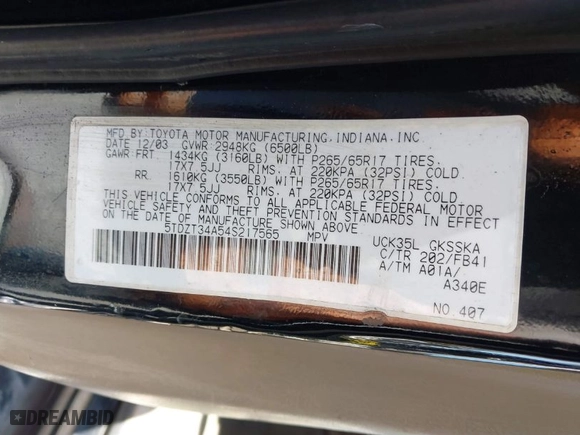 MFD.BY:TOYOTA MOTOR MANUFACTURING,INDIANA,INC
DATE 12/03 GVWR 2948KG (6500LB)
GAWR FRT 1434KG (3160LB) WITH P265/65R17 TIRES.
17X7 5JJ RIMS. AT 220KPA (32PSI) COLD.
RR. 1610KG (3550LB) WITH P265/65R17 TIRES.
17X7 5JJ RIMS. AT 220KPA (32PSI) COLD.
THIS VEHICLE CONFORMS TO ALL APPLICABLE FEDERAL MOTOR
VEHICLE SAFETY AND THEFT PREVENTION STANDARDS IN EFFECT
ON THE DATE OF MANUFACTURE SHOWN ABOVE
5TDZT34A54S217565 MPV
UCK35L GKSSKA
C/TR 202/FB41
A/TM A01A/
A340E
NO 407
DREAMBID